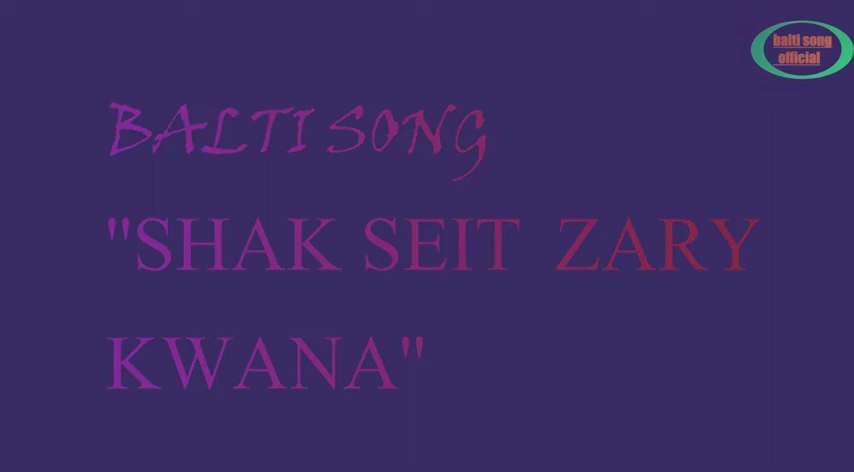 balti song
official
BALTI SONG
"SHAK SEIT ZARY
KWANA"